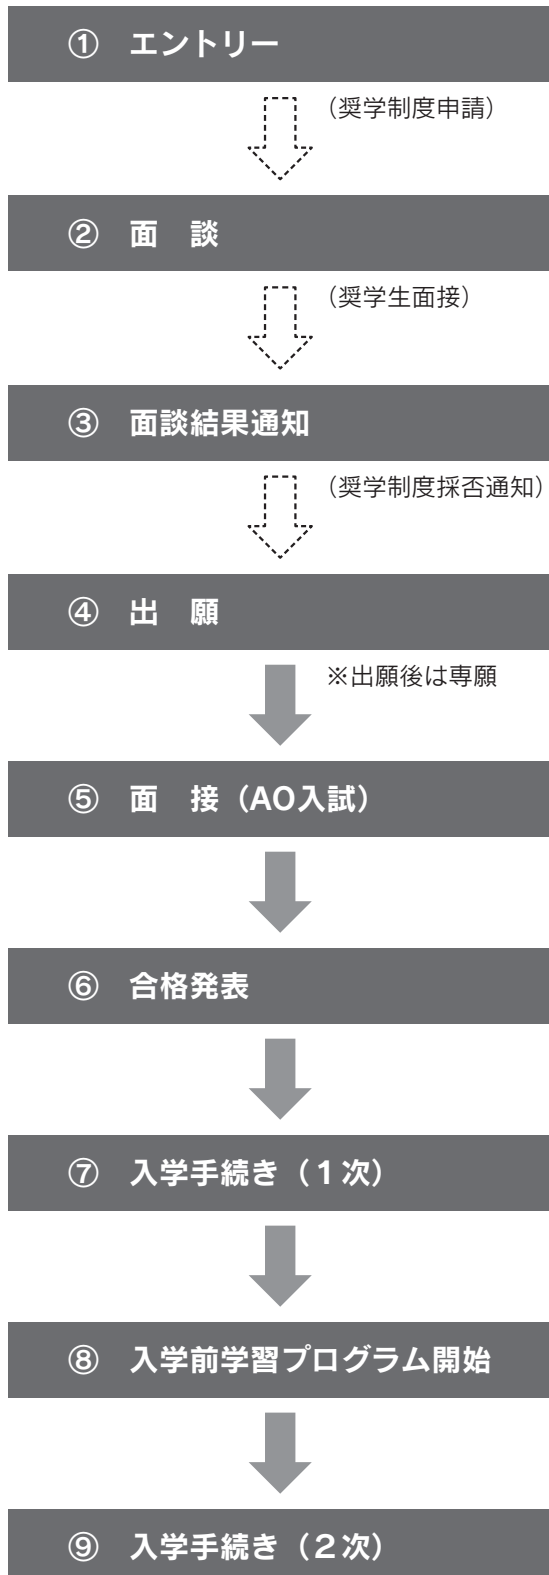 ① エントリー
（奨学制度申請）
② 面　談
（奨学生面接）
③ 面談結果通知
（奨学制度採否通知）
④ 出　願
※出願後は専願
⑤ 面　接（AO入試）
⑥ 合格発表
⑦ 入学手続き（１次）
⑧ 入学前学習プログラム開始
⑨ 入学手続き（２次）